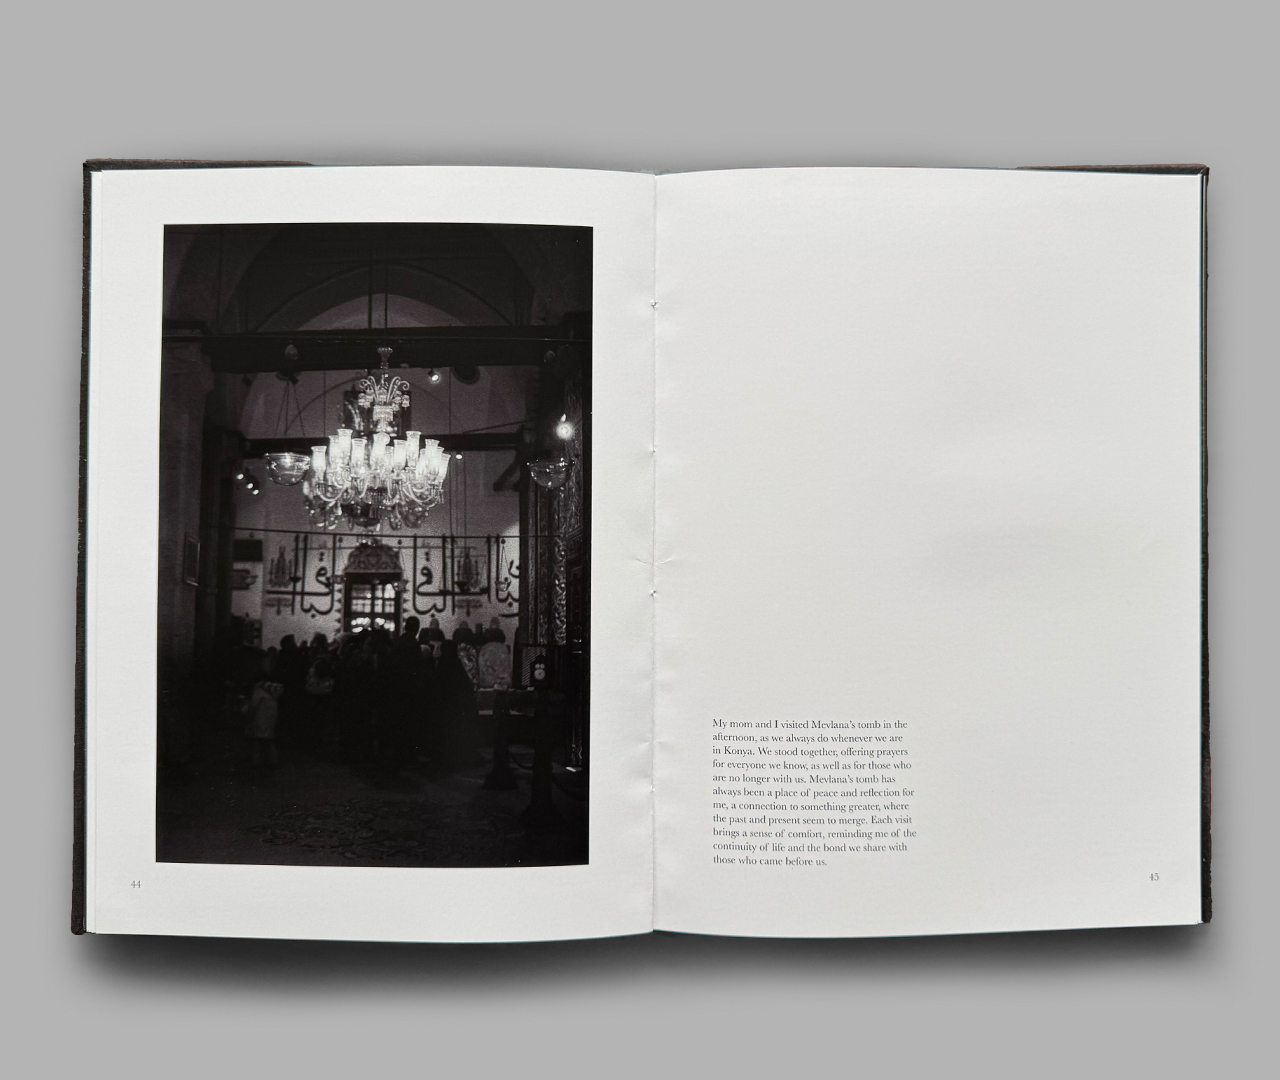 44
My mom and I visited Mevlana's tomb in the
afternoon, as we always do whenever we are
in Konya. We stood together, offering prayers
for everyone we know, as well as for those who
are no longer with us. Mevlana's tomb has
always been a place of peace and reflection for
me, a connection to something greater, where
the past and present seem to merge. Each visit
brings a sense of comfort, reminding me of the
continuity of life and the bond we share with
those who came before us.
45